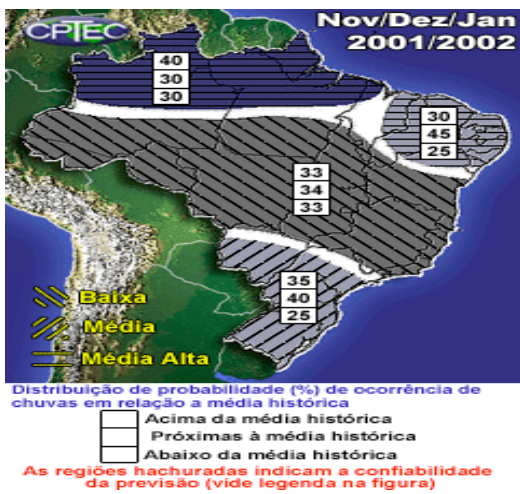 CPTEC
Nov/Dez/Jan
2001/2002
40
30
30
30
45
25
33
34
33
35
40
25
Baixa
Média
Média Alta
Distribuição de probabilidade (%) de ocorrência de
chuvas em relação a média histórica
Acima da média histórica
Próximas à média histórica
Abaixo da média histórica
As regiões hachuradas indicam a confiabilidade
da previsão (vide legenda na figura)